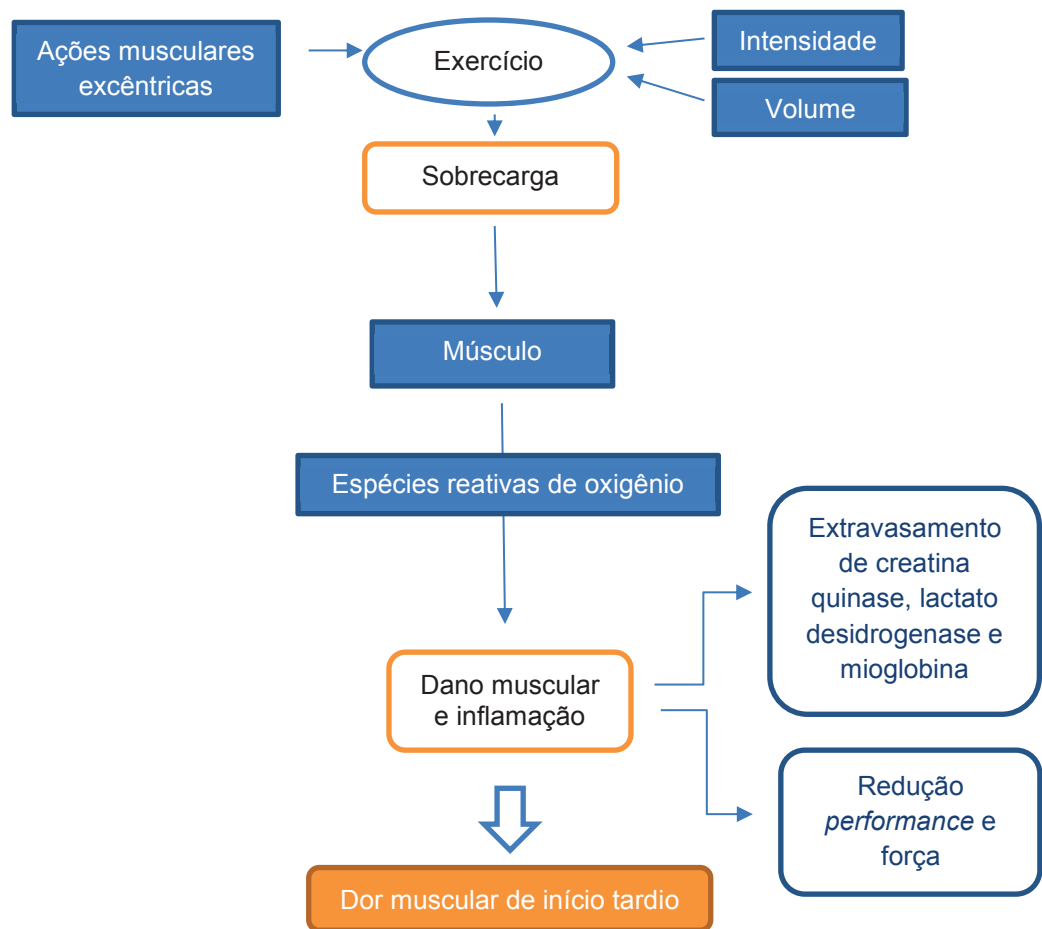 Ações musculares
excêntricas
Exercício
Intensidade
Volume
Sobrecarga
Músculo
Espécies reativas de oxigênio
Extravasamento
de creatina
quinase, lactato
desidrogenase e
mioglobina
Dano muscular
e inflamação
Redução
performance e
força
Dor muscular de início tardio